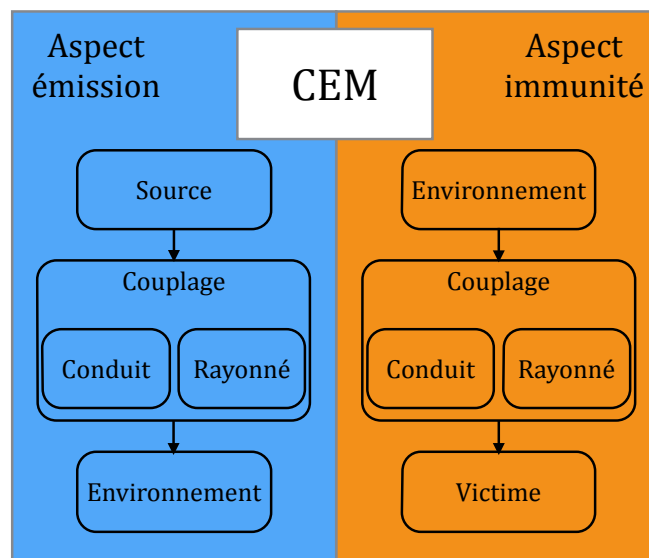 Aspect
émission
CEM
Aspect
immunité
Source
Couplage
Conduit
Rayonné
Environnement
Environnement
Couplage
Conduit
Rayonné
Victime